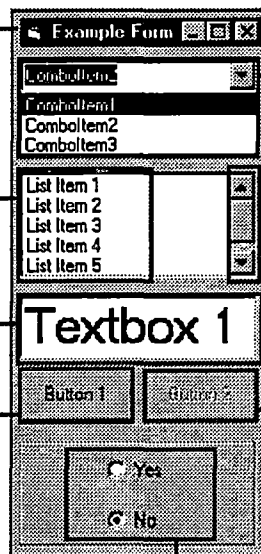 Example Form
ComboItem2
ComboItem1
ComboItem2
ComboItem3
List Item 1
List Item 2
List Item 3
List Item 4
List Item 5
Textbox 1
Button 1
Button 2
Yes
No